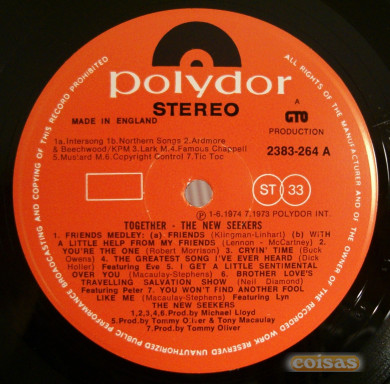 polydor
STEREO
MADE IN ENGLAND
A
GTO
PRODUCTION
1a.Intersong 1b. Northern Songs 2.Ardmore
& Beechwood/KPM 3.Lark M.4.Famous Chappell
5.Mustard M.6.Copyright Control 7.Tic Toc
2383-264 A
ST 33
℗ 1-6.1974 7.1973 POLYDOR INT.
TOGETHER - THE NEW SEEKERS
1. FRIENDS MEDLEY: (a) FRIENDS (Klingman-Linhart) (b) WITH
A LITTLE HELP FROM MY FRIENDS (Lennon - McCartney) 2.
YOU'RE THE ONE (Robert Morrison) 3. CRYIN' TIME (Buck
Owens) 4. THE GREATEST SONG I'VE EVER HEARD (Dick
Holler) Featuring Eve 5. I GET A LITTLE SENTIMENTAL
OVER YOU (Macaulay-Stephens) 6. BROTHER LOVE'S
TRAVELLING SALVATION SHOW (Neil Diamond)
Featuring Peter 7. YOU WON'T FIND ANOTHER FOOL
LIKE ME (Macaulay-Stephens) Featuring Lyn
THE NEW SEEKERS
1,2,3,4,6.Prod.by Michael Lloyd
5.Prod by Tommy Oliver & Tony Macaulay
7.Prod by Tommy Oliver
ALL RIGHTS OF THE MANUFACTURER AND OF THE OWNER OF THE RECORDED WORK RESERVED UNAUTHORIZED PUBLIC PERFORMANCE BROADCASTING AND COPYING OF THIS RECORD PROHIBITED
coisas